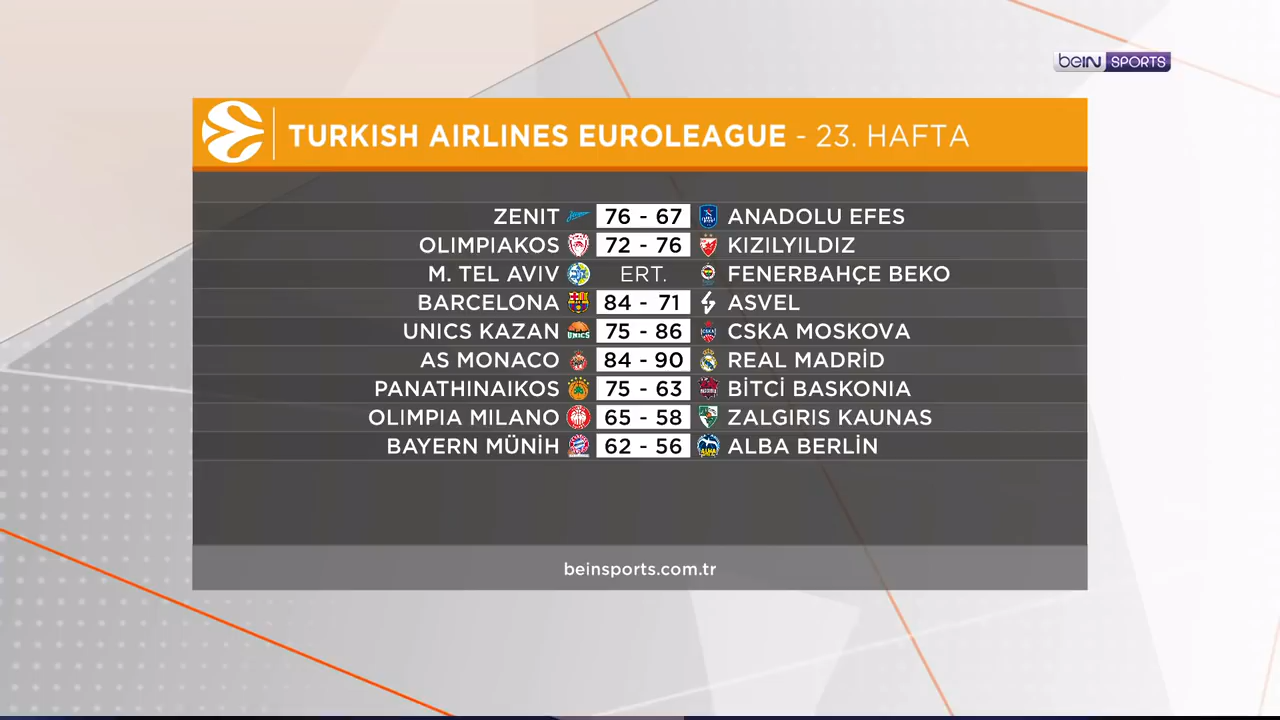 beIN SPORTS
TURKISH AIRLINES EUROLEAGUE - 23. HAFTA
ZENIT 76 - 67 ANADOLU EFES
OLIMPIAKOS 72 - 76 KIZILYILDIZ
M. TEL AVIV ERT. FENERBAHÇE BEKO
BARCELONA 84 - 71 ASVEL
UNICS KAZAN 75 - 86 CSKA MOSKOVA
AS MONACO 84 - 90 REAL MADRİD
PANATHINAIKOS 75 - 63 BİTCİ BASKONIA
OLIMPIA MILANO 65 - 58 ZALGIRIS KAUNAS
BAYERN MÜNİH 62 - 56 ALBA BERLİN
beinsports.com.tr